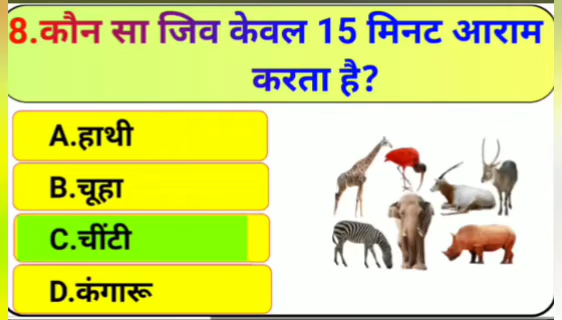 8.कौन सा जिव केवल 15 मिनट आराम
करता है?
A.हाथी
B.चूहा
C.चींटी
D.कंगारू